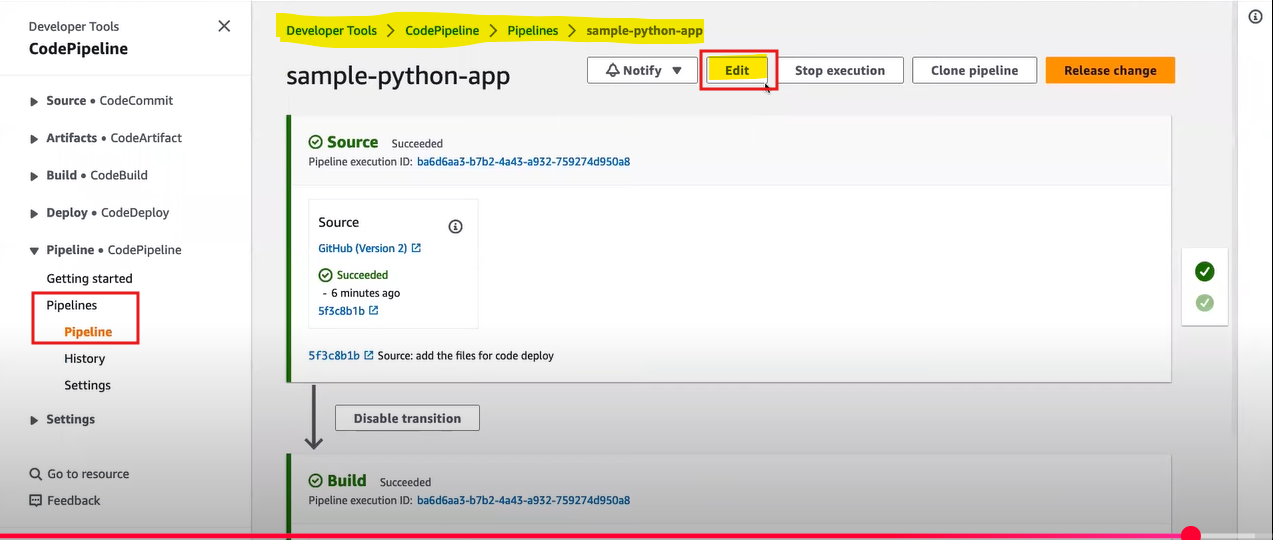 Developer Tools
CodePipeline
Source • CodeCommit
Artifacts • CodeArtifact
Build • CodeBuild
Deploy • CodeDeploy
Pipeline • CodePipeline
Getting started
Pipelines
Pipeline
History
Settings
Settings
Go to resource
Feedback
Developer Tools > CodePipeline > Pipelines > sample-python-app
sample-python-app
Notify Edit Stop execution Clone pipeline Release change
Source Succeeded
Pipeline execution ID: ba6d6aa3-b7b2-4a43-a932-759274d950a8
Source
GitHub (Version 2)
Succeeded
- 6 minutes ago
5f3c8b1b
5f3c8b1b Source: add the files for code deploy
Disable transition
Build Succeeded
Pipeline execution ID: ba6d6aa3-b7b2-4a43-a932-759274d950a8